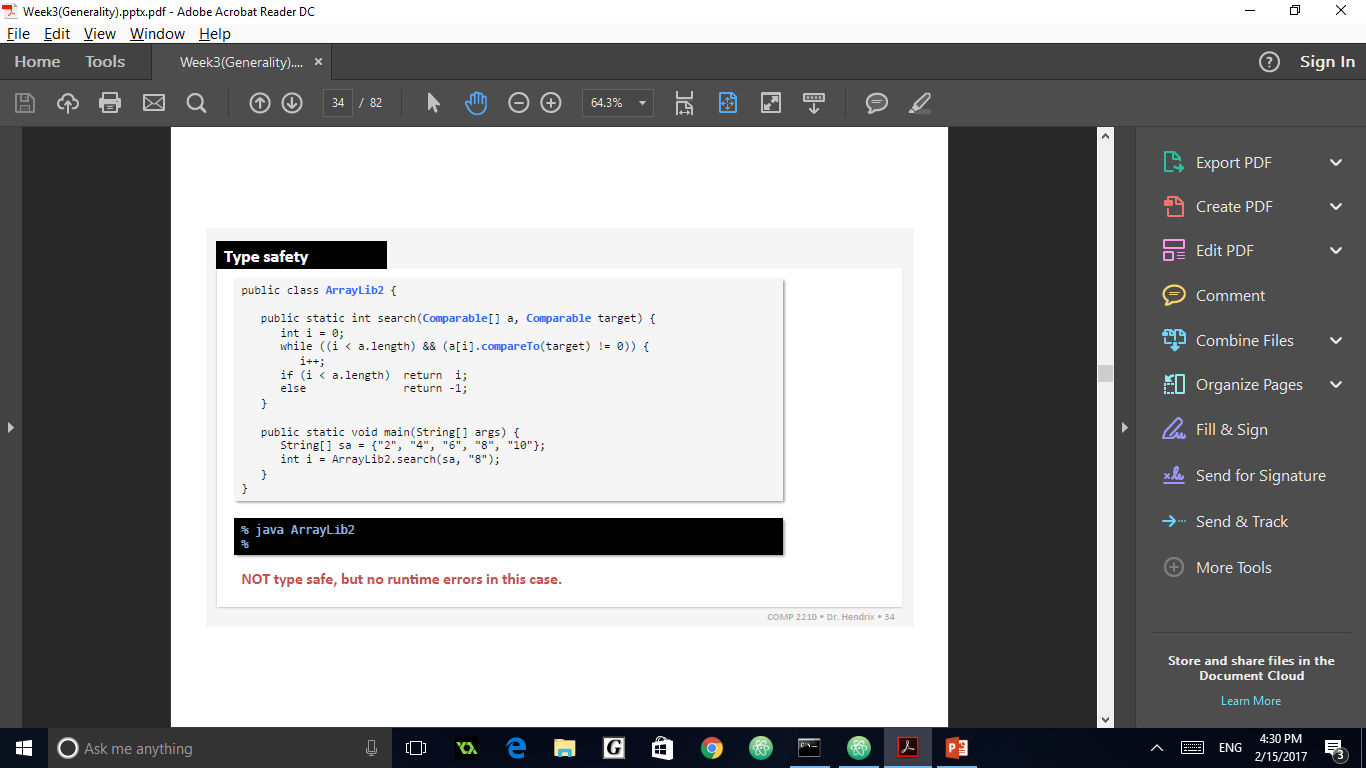 Week3(Generality).pptx.pdf - Adobe Acrobat Reader DC
File Edit View Window Help
Home Tools Week3(Generality).... × ? Sign In
34 / 82 64.3%
Type safety
public class ArrayLib2 {
public static int search(Comparable[] a, Comparable target) {
int i = 0;
while ((i < a.length) && (a[i].compareTo(target) != 0)) {
i++;
if (i < a.length) return i;
else return -1;
}
public static void main(String[] args) {
String[] sa = {"2", "4", "6", "8", "10"};
int i = ArrayLib2.search(sa, "8");
}
}
% java ArrayLib2
%
NOT type safe, but no runtime errors in this case.
COMP 2210 • Dr. Hendrix • 34
Export PDF
Create PDF
Edit PDF
Comment
Combine Files
Organize Pages
Fill & Sign
Send for Signature
Send & Track
More Tools
Store and share files in the
Document Cloud
Learn More
Ask me anything
ENG
4:30 PM
2/15/2017
3